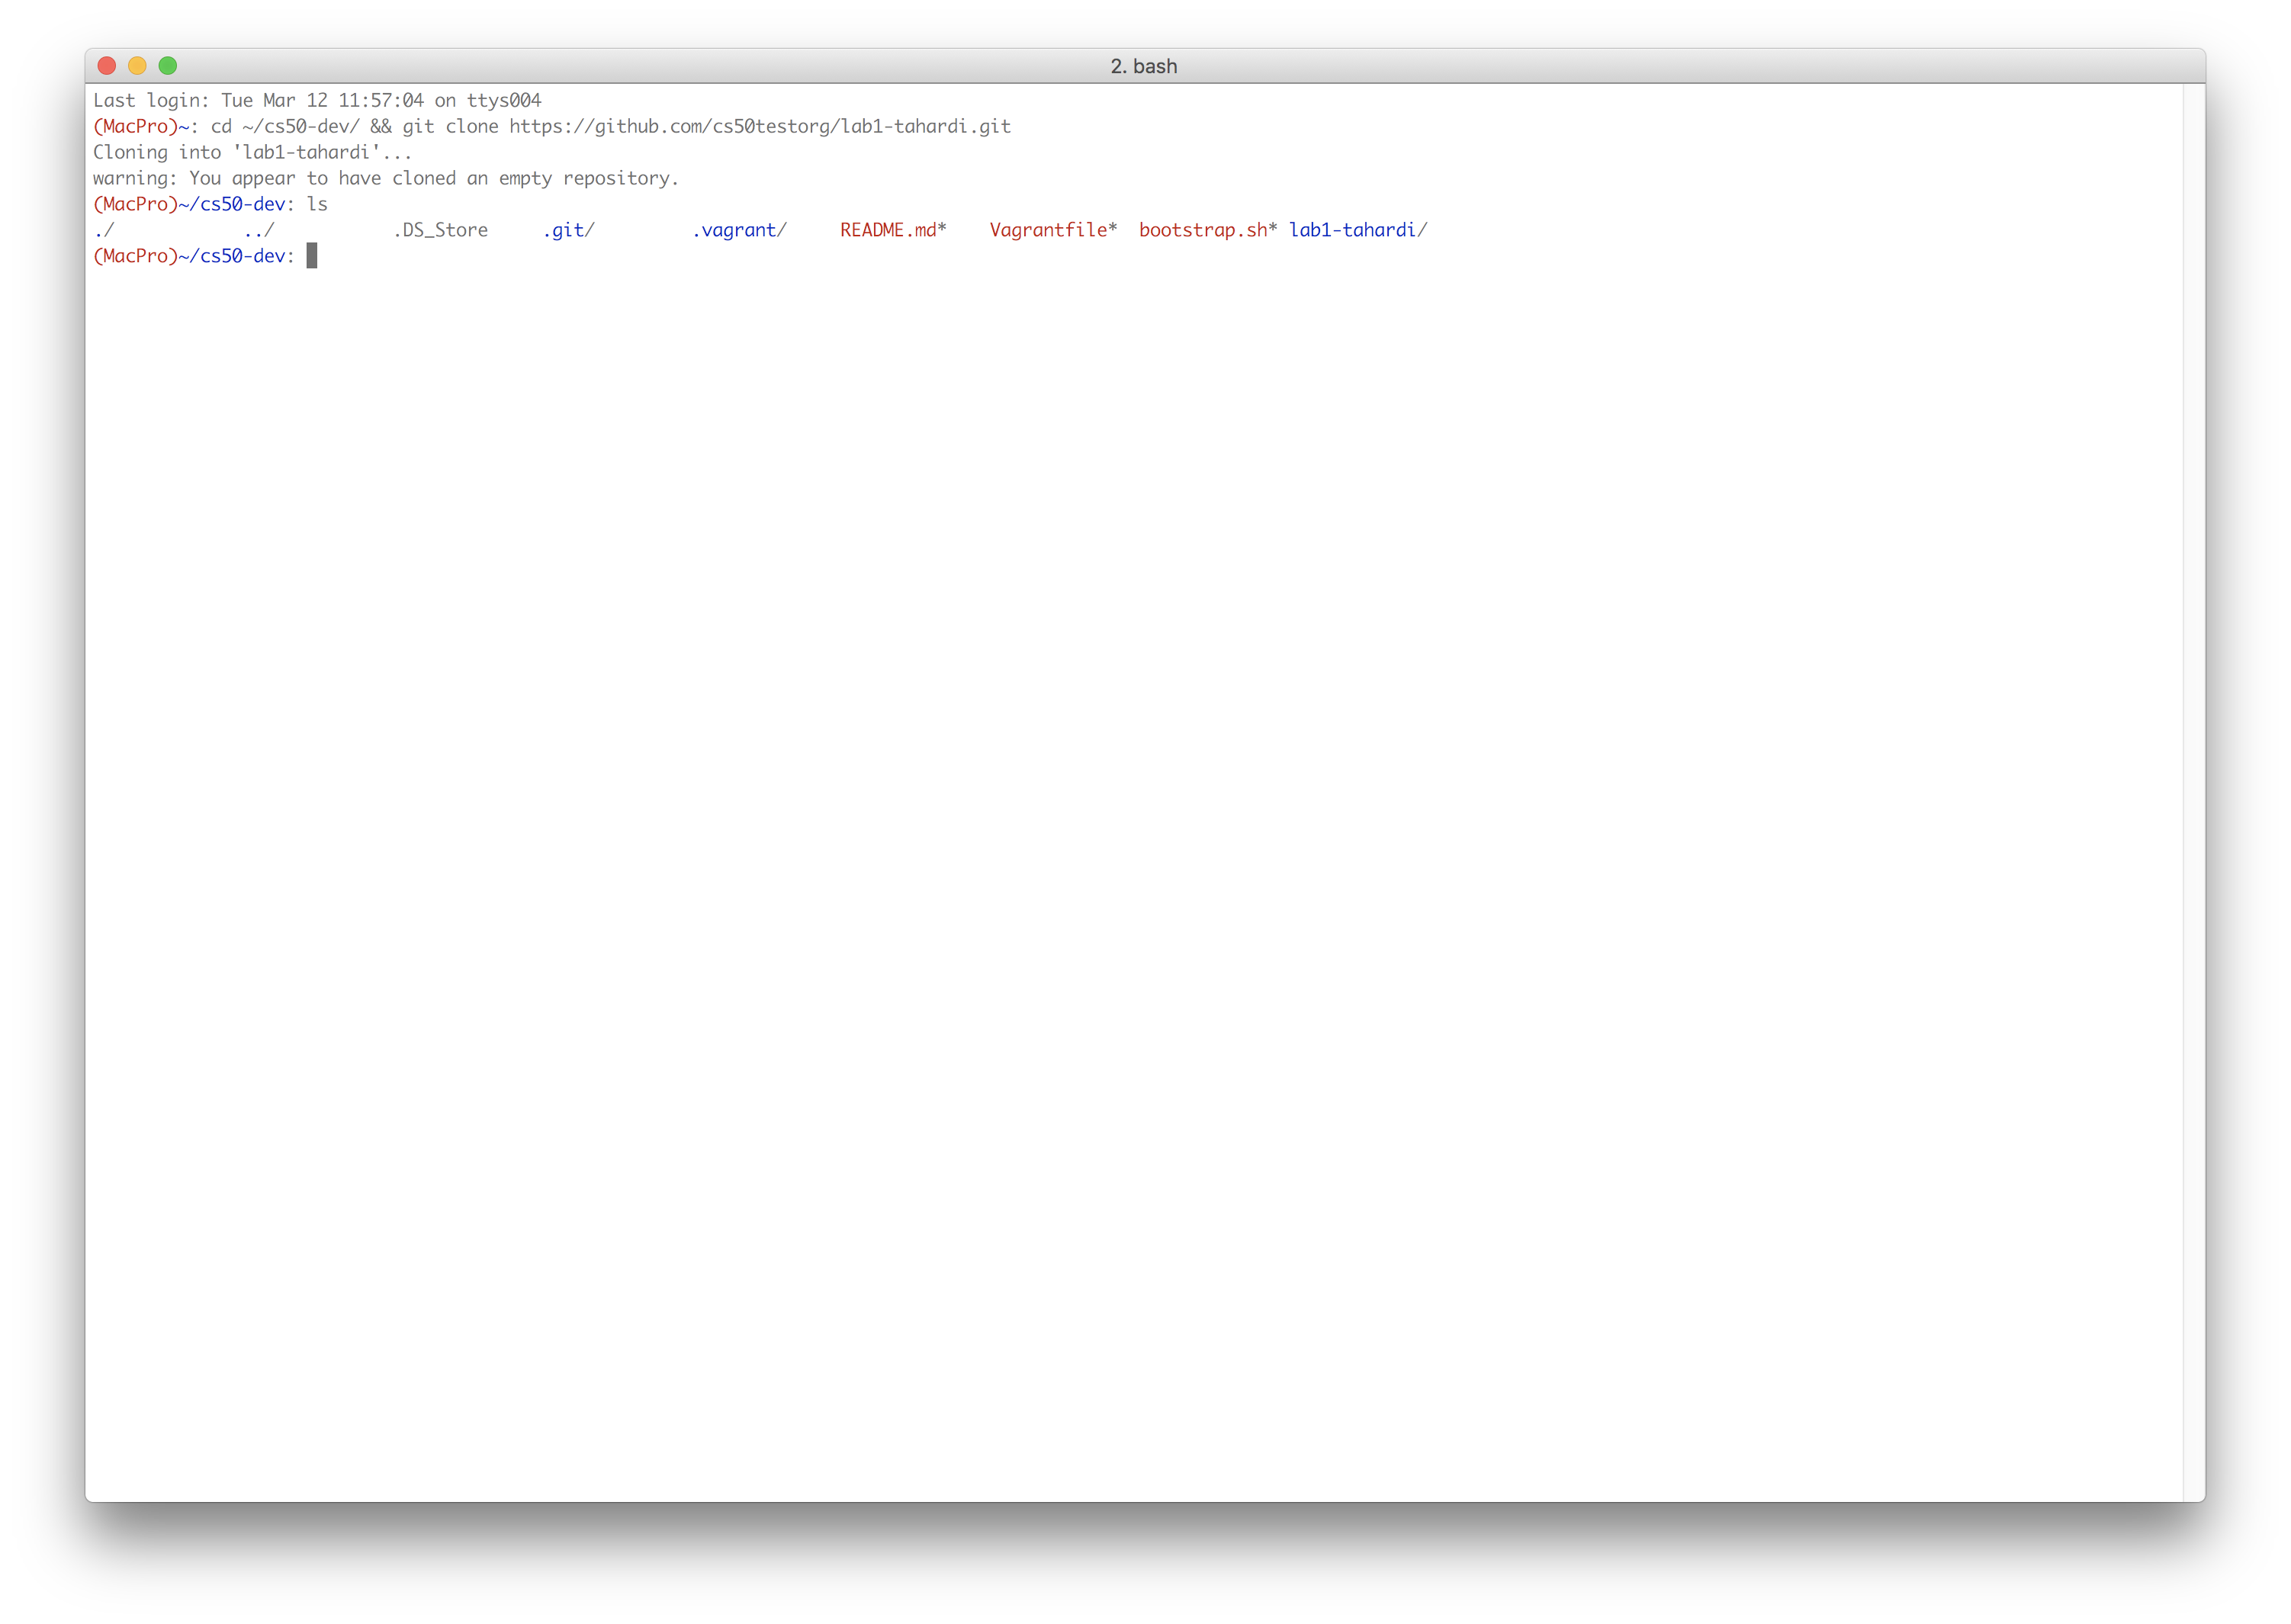 2. bash
Last login: Tue Mar 12 11:57:04 on ttys004
(MacPro)~: cd ~/cs50-dev/ && git clone https://github.com/cs50testorg/lab1-tahardi.git
Cloning into 'lab1-tahardi'...
warning: You appear to have cloned an empty repository.
(MacPro)~/cs50-dev: ls
./            ../           .DS_Store     .git/         .vagrant/     README.md*    Vagrantfile*  bootstrap.sh* lab1-tahardi/
(MacPro)~/cs50-dev: